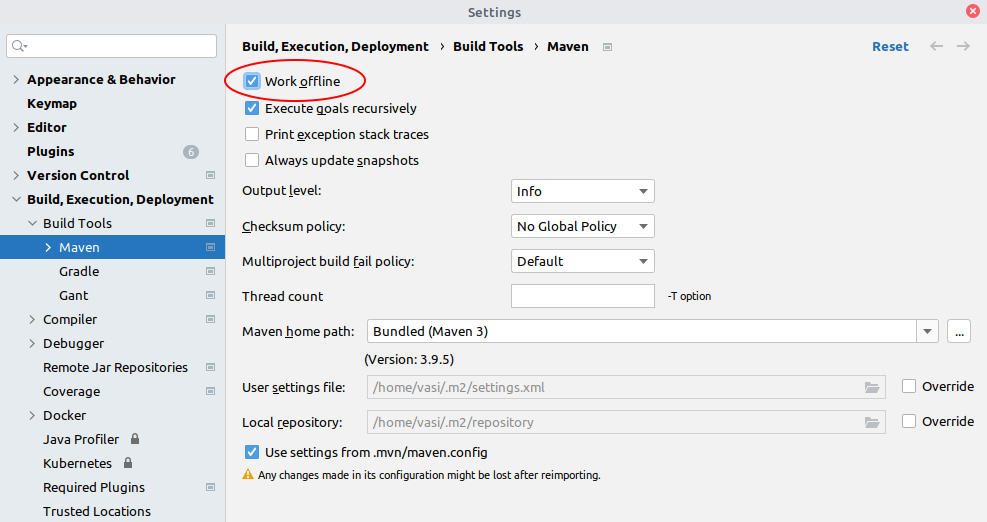 Settings
Build, Execution, Deployment › Build Tools › Maven
Reset
Appearance & Behavior
Keymap
Editor
Plugins 6
Version Control
Build, Execution, Deployment
Build Tools
Maven
Gradle
Gant
Compiler
Debugger
Remote Jar Repositories
Coverage
Docker
Java Profiler
Kubernetes
Required Plugins
Trusted Locations
Work offline
Execute goals recursively
Print exception stack traces
Always update snapshots
Output level: Info
Checksum policy: No Global Policy
Multiproject build fail policy: Default
Thread count -T option
Maven home path: Bundled (Maven 3) ...
(Version: 3.9.5)
User settings file: /home/vasi/.m2/settings.xml Override
Local repository: /home/vasi/.m2/repository Override
Use settings from .mvn/maven.config
Any changes made in its configuration might be lost after reimporting.